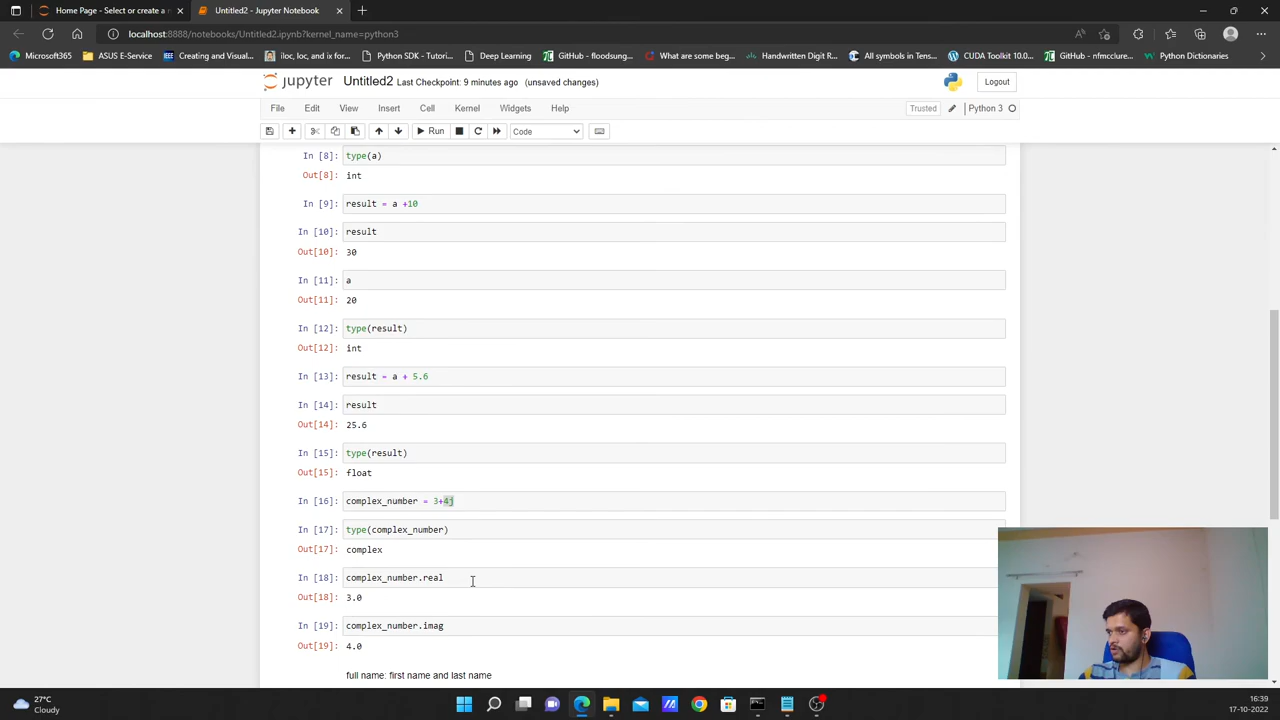 Home Page - Select or create a n
Untitled2 - Jupyter Notebook
localhost:8888/notebooks/Untitled2.ipynb?kernel_name=python3
Microsoft365
ASUS E-Service
Creating and Visual...
iloc, loc, and ix for...
Python SDK - Tutori...
Deep Learning
GitHub - floodsung...
What are some beg...
Handwritten Digit R...
All symbols in Tens...
CUDA Toolkit 10.0...
GitHub - nfmcclure...
Python Dictionaries
jupyter Untitled2 Last Checkpoint: 9 minutes ago (unsaved changes)
Logout
File Edit View Insert Cell Kernel Widgets Help
Trusted
Python 3
Run
Code
In [8]: type(a)
Out[8]: int
In [9]: result = a +10
In [10]: result
Out[10]: 30
In [11]: a
Out[11]: 20
In [12]: type(result)
Out[12]: int
In [13]: result = a + 5.6
In [14]: result
Out[14]: 25.6
In [15]: type(result)
Out[15]: float
In [16]: complex_number = 3+4j
In [17]: type(complex_number)
Out[17]: complex
In [18]: complex_number.real
Out[18]: 3.0
In [19]: complex_number.imag
Out[19]: 4.0
full name: first name and last name
27°C
Cloudy
16:39
17-10-2022